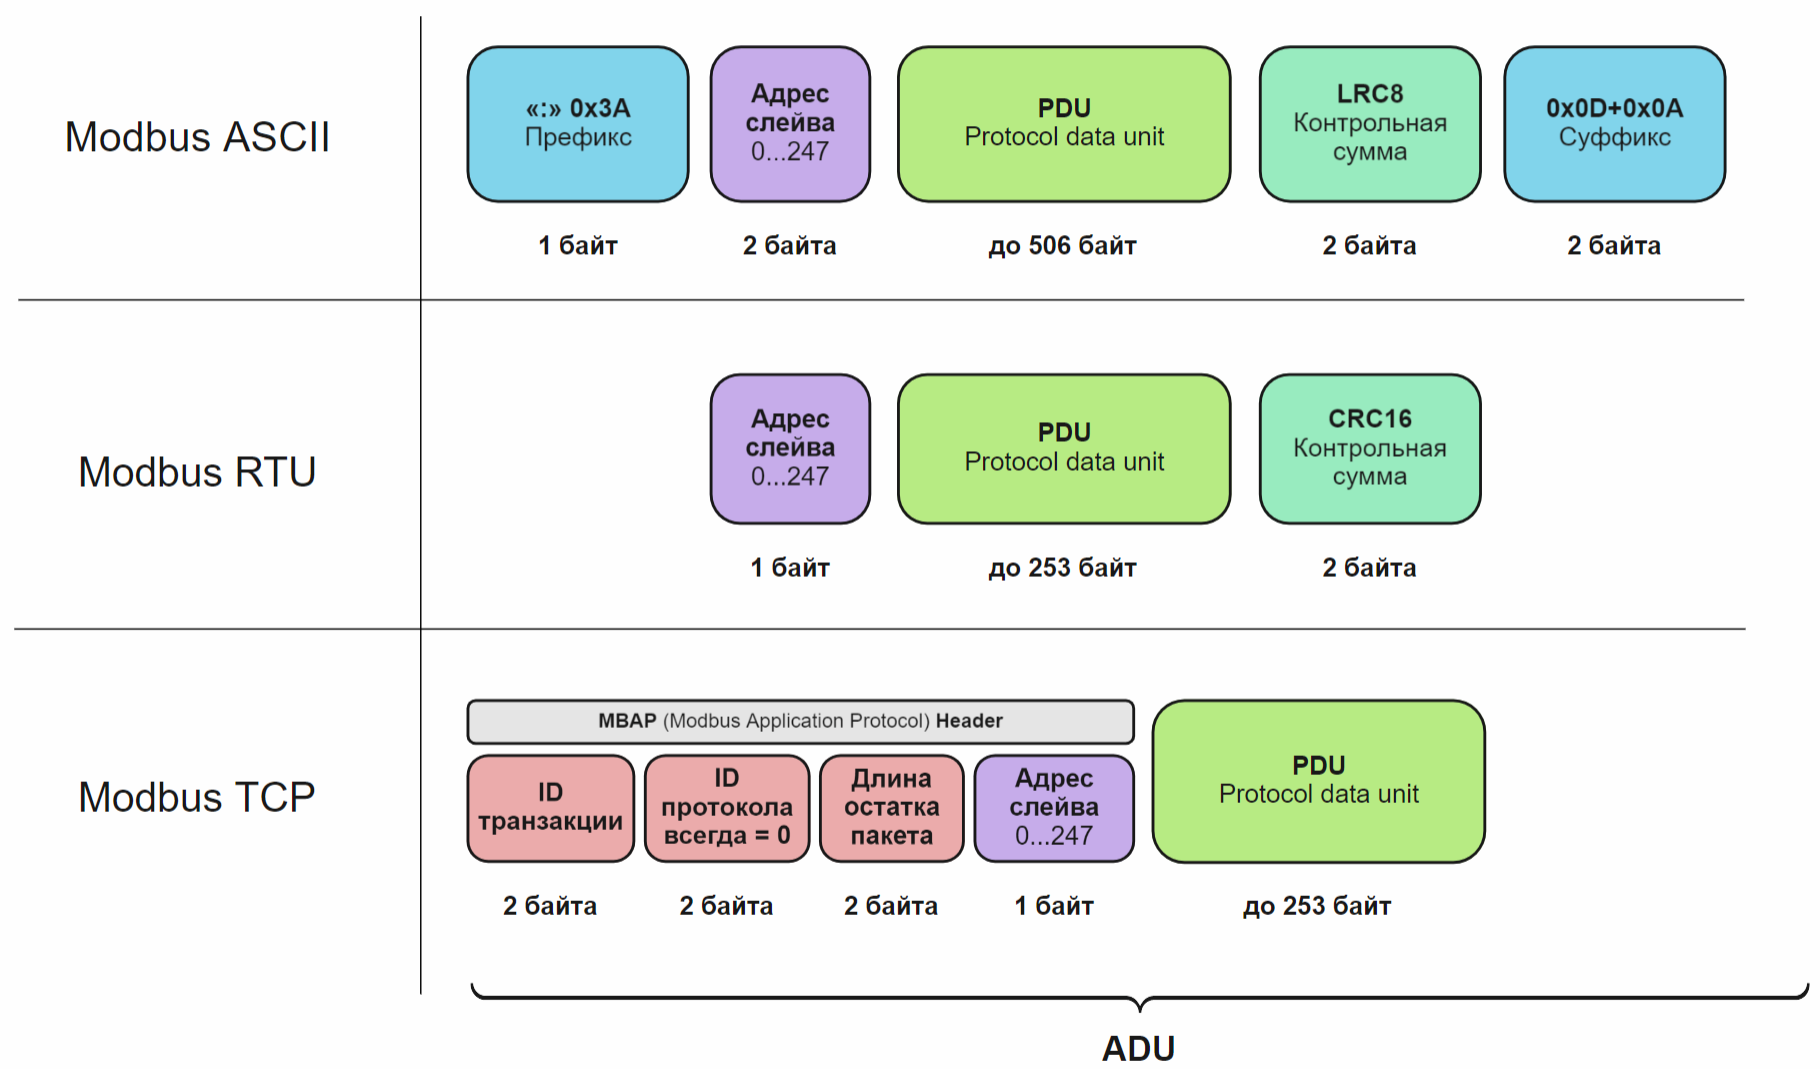 Modbus ASCII
«:» 0x3A
Префикс
Адрес
слейва
0...247
PDU
Protocol data unit
LRC8
Контрольная
сумма
0x0D+0x0A
Суффикс
1 байт
2 байта
до 506 байт
2 байта
2 байта
Modbus RTU
Адрес
слейва
0...247
PDU
Protocol data unit
CRC16
Контрольная
сумма
1 байт
до 253 байт
2 байта
Modbus TCP
MBAP (Modbus Application Protocol) Header
ID
транзакции
ID
протокола
всегда = 0
Длина
остатка
пакета
Адрес
слейва
0...247
PDU
Protocol data unit
2 байта
2 байта
2 байта
1 байт
до 253 байт
ADU